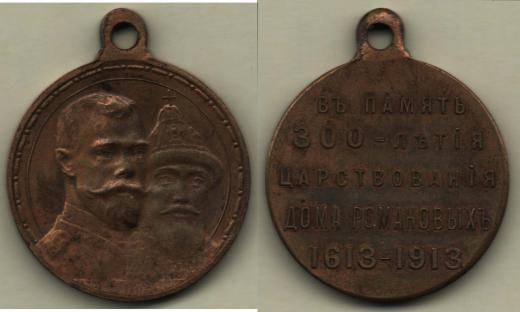 ВЪ ПАМЯТЬ
300-ЛѢТІЯ
ЦАРСТВОВАНІЯ
ДОМА РОМАНОВЫХЪ
1613-1913